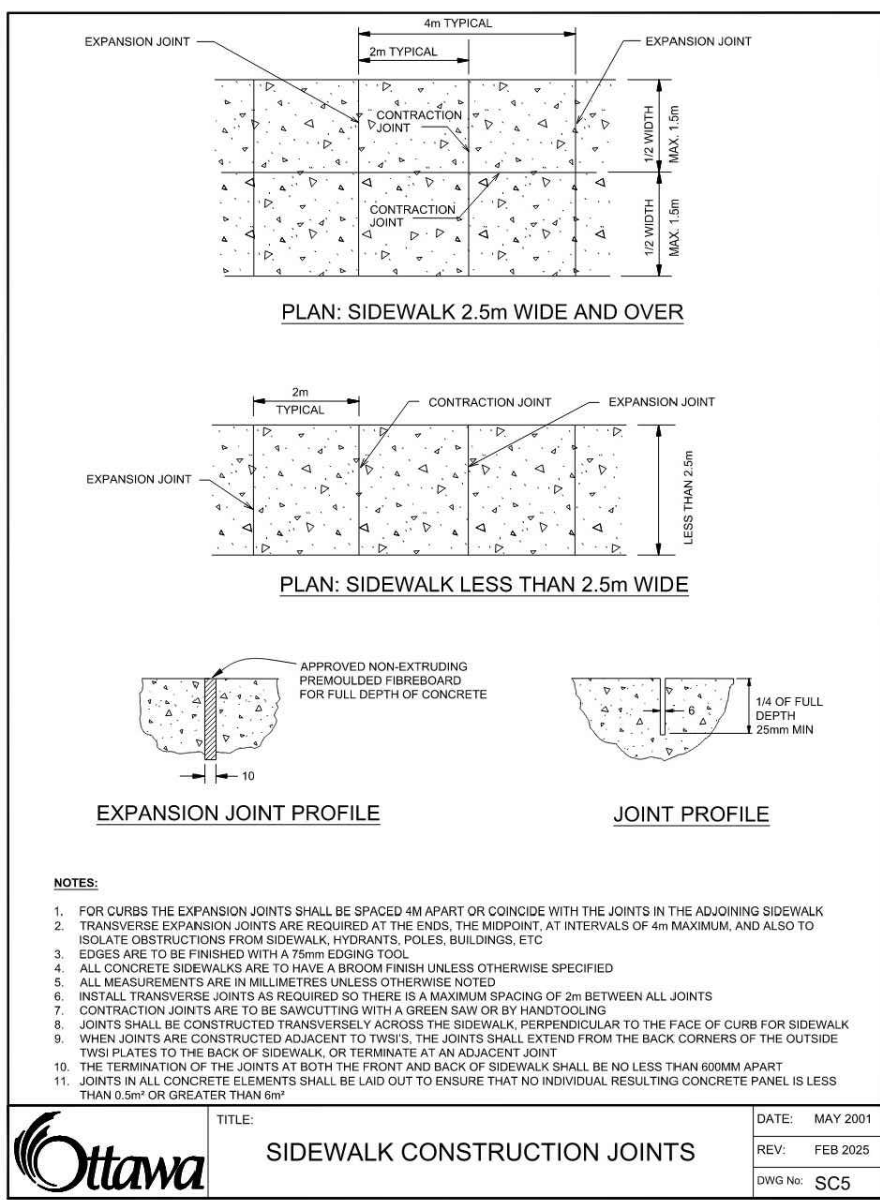 4m TYPICAL
EXPANSION JOINT
EXPANSION JOINT
2m TYPICAL
CONTRACTION
JOINT
1/2 WIDTH
MAX. 1.5m
CONTRACTION
JOINT
1/2 WIDTH
MAX. 1.5m
PLAN: SIDEWALK 2.5m WIDE AND OVER
2m
TYPICAL
CONTRACTION JOINT
EXPANSION JOINT
EXPANSION JOINT
LESS THAN 2.5m
PLAN: SIDEWALK LESS THAN 2.5m WIDE
APPROVED NON-EXTRUDING
PREMOULDED FIBREBOARD
FOR FULL DEPTH OF CONCRETE
10
EXPANSION JOINT PROFILE
6
1/4 OF FULL
DEPTH
25mm MIN
JOINT PROFILE
NOTES:
1. FOR CURBS THE EXPANSION JOINTS SHALL BE SPACED 4M APART OR COINCIDE WITH THE JOINTS IN THE ADJOINING SIDEWALK
2. TRANSVERSE EXPANSION JOINTS ARE REQUIRED AT THE ENDS, THE MIDPOINT, AT INTERVALS OF 4m MAXIMUM, AND ALSO TO
ISOLATE OBSTRUCTIONS FROM SIDEWALK, HYDRANTS, POLES, BUILDINGS, ETC
3. EDGES ARE TO BE FINISHED WITH A 75mm EDGING TOOL
4. ALL CONCRETE SIDEWALKS ARE TO HAVE A BROOM FINISH UNLESS OTHERWISE SPECIFIED
5. ALL MEASUREMENTS ARE IN MILLIMETRES UNLESS OTHERWISE NOTED
6. INSTALL TRANSVERSE JOINTS AS REQUIRED SO THERE IS A MAXIMUM SPACING OF 2m BETWEEN ALL JOINTS
7. CONTRACTION JOINTS ARE TO BE SAWCUTTING WITH A GREEN SAW OR BY HANDTOOLING
8. JOINTS SHALL BE CONSTRUCTED TRANSVERSELY ACROSS THE SIDEWALK, PERPENDICULAR TO THE FACE OF CURB FOR SIDEWALK
9. WHEN JOINTS ARE CONSTRUCTED ADJACENT TO TWSI'S, THE JOINTS SHALL EXTEND FROM THE BACK CORNERS OF THE OUTSIDE
TWSI PLATES TO THE BACK OF SIDEWALK, OR TERMINATE AT AN ADJACENT JOINT
10. THE TERMINATION OF THE JOINTS AT BOTH THE FRONT AND BACK OF SIDEWALK SHALL BE NO LESS THAN 600MM APART
11. JOINTS IN ALL CONCRETE ELEMENTS SHALL BE LAID OUT TO ENSURE THAT NO INDIVIDUAL RESULTING CONCRETE PANEL IS LESS
THAN 0.5m² OR GREATER THAN 6m²
Ottawa
TITLE:
SIDEWALK CONSTRUCTION JOINTS
DATE: MAY 2001
REV: FEB 2025
DWG No: SC5